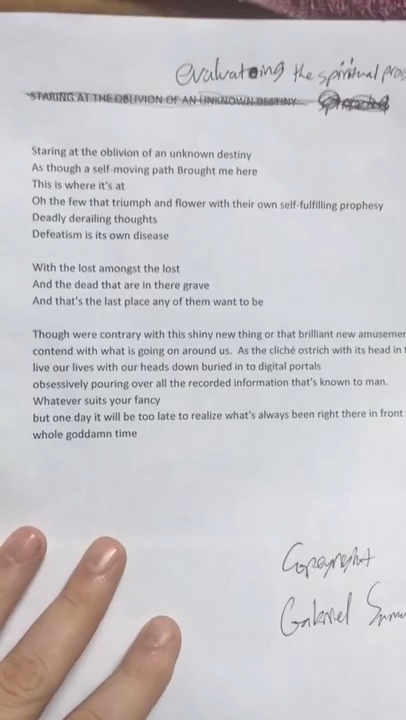 evaluating the spiritual
STARING AT THE OBLIVION OF AN UNKNOWN DESTINY
Staring at the oblivion of an unknown destiny
As though a self-moving path Brought me here
This is where it's at
Oh the few that triumph and flower with their own self-fulfilling prophesy
Deadly derailing thoughts
Defeatism is its own disease
With the lost amongst the lost
And the dead that are in there grave
And that's the last place any of them want to be
Though were contrary with this shiny new thing or that brilliant new
contend with what is going on around us. As the cliché ostrich with its head in
live our lives with our heads down buried in to digital portals
obsessively pouring over all the recorded information that's known to man.
Whatever suits your fancy
but one day it will be too late to realize what's always been right there in front
whole goddamn time
Copeyreght
Gabriel